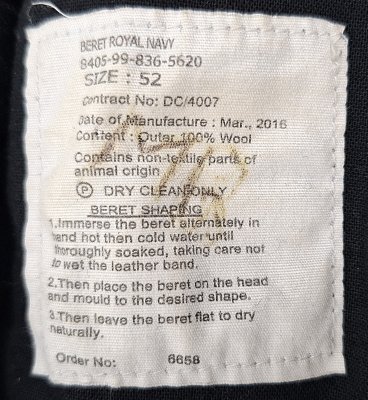 BERET ROYAL NAVY
8405-99-836-5620
SIZE : 52
Contract No: DC/4007
Date of Manufacture : Mar., 2016
Content : Outer 100% Wool
Contains non-textile parts of
animal origin
P DRY CLEAN ONLY
BERET SHAPING
1.Immerse the beret alternately in
hand hot then cold water until
thoroughly soaked, taking care not
to wet the leather band.
2.Then place the beret on the head
and mould to the desired shape.
3.Then leave the beret flat to dry
naturally.
Order No: 6658